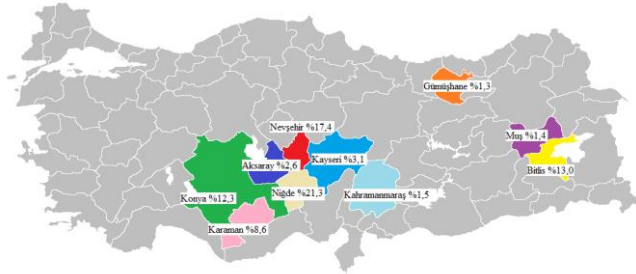 Gümüşhane %1,3
Nevşehir %17,4
Muş %1,4
Aksaray %2,6
Kayseri %3,1
Bitlis %13,0
Konya %12,3
Niğde %21,3
Kahramanmaraş %1,5
Karaman %8,6